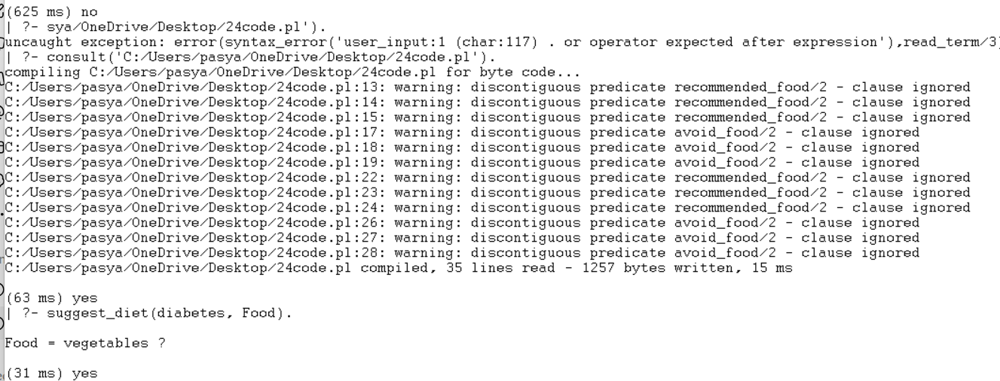 (625 ms) no
| ?- sya/OneDrive/Desktop/24code.pl').
uncaught exception: error(syntax_error('user_input:1 (char:117) . or operator expected after expression'),read_term/3)
| ?- consult('C:/Users/pasya/OneDrive/Desktop/24code.pl').
compiling C:/Users/pasya/OneDrive/Desktop/24code.pl for byte code...
C:/Users/pasya/OneDrive/Desktop/24code.pl:13: warning: discontiguous predicate recommended_food/2 - clause ignored
C:/Users/pasya/OneDrive/Desktop/24code.pl:14: warning: discontiguous predicate recommended_food/2 - clause ignored
C:/Users/pasya/OneDrive/Desktop/24code.pl:15: warning: discontiguous predicate recommended_food/2 - clause ignored
C:/Users/pasya/OneDrive/Desktop/24code.pl:17: warning: discontiguous predicate avoid_food/2 - clause ignored
C:/Users/pasya/OneDrive/Desktop/24code.pl:18: warning: discontiguous predicate avoid_food/2 - clause ignored
C:/Users/pasya/OneDrive/Desktop/24code.pl:19: warning: discontiguous predicate avoid_food/2 - clause ignored
C:/Users/pasya/OneDrive/Desktop/24code.pl:22: warning: discontiguous predicate recommended_food/2 - clause ignored
C:/Users/pasya/OneDrive/Desktop/24code.pl:23: warning: discontiguous predicate recommended_food/2 - clause ignored
C:/Users/pasya/OneDrive/Desktop/24code.pl:24: warning: discontiguous predicate recommended_food/2 - clause ignored
C:/Users/pasya/OneDrive/Desktop/24code.pl:26: warning: discontiguous predicate avoid_food/2 - clause ignored
C:/Users/pasya/OneDrive/Desktop/24code.pl:27: warning: discontiguous predicate avoid_food/2 - clause ignored
C:/Users/pasya/OneDrive/Desktop/24code.pl:28: warning: discontiguous predicate avoid_food/2 - clause ignored
C:/Users/pasya/OneDrive/Desktop/24code.pl compiled, 35 lines read - 1257 bytes written, 15 ms
(63 ms) yes
| ?- suggest_diet(diabetes, Food).
Food = vegetables ?
(31 ms) yes